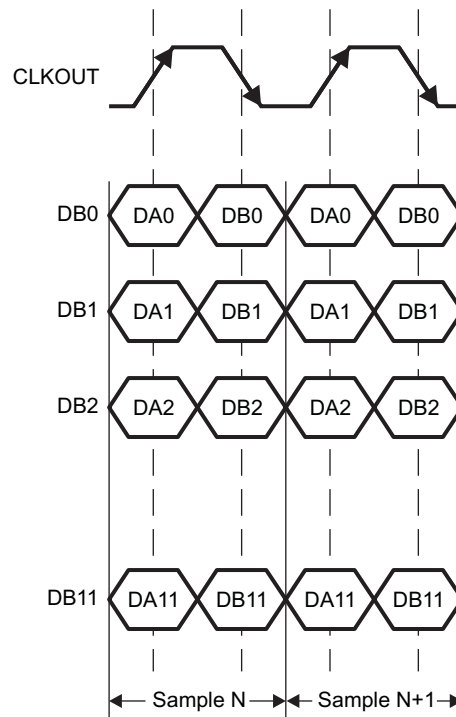 CLKOUT
DB0 DA0 DB0 DA0 DB0
DB1 DA1 DB1 DA1 DB1
DB2 DA2 DB2 DA2 DB2
DB11 DA11 DB11 DA11 DB11
Sample N Sample N+1